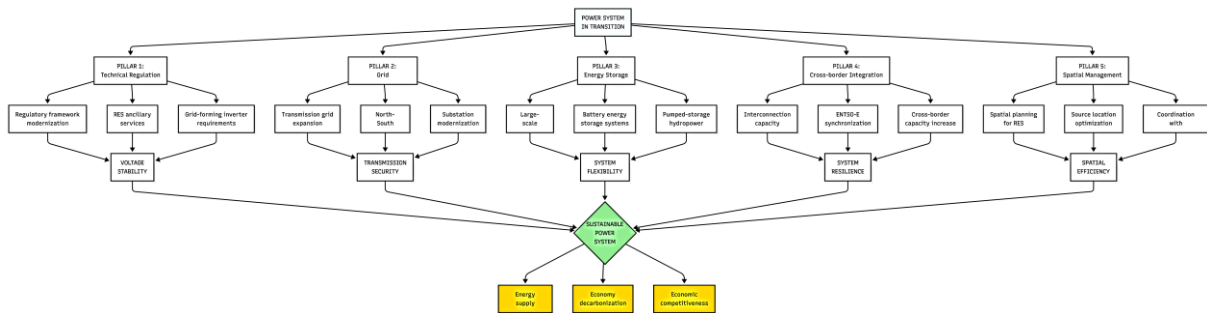 POWER SYSTEM
IN TRANSITION
PILLAR 1:
Technical Regulation
PILLAR 2:
Grid
PILLAR 3:
Energy Storage
PILLAR 4:
Cross-border Integration
PILLAR 5:
Spatial Management
Regulatory framework
modernization
RES ancillary
services
Grid-forming inverter
requirements
Transmission grid
expansion
North-
South
Substation
modernization
Large-
scale
Battery energy
storage systems
Pumped-storage
hydropower
Interconnection
capacity
ENTSO-E
synchronization
Cross-border
capacity increase
Spatial planning
for RES
Source location
optimization
Coordination
with
VOLTAGE
STABILITY
TRANSMISSION
SECURITY
SYSTEM
FLEXIBILITY
SYSTEM
RESILIENCE
SPATIAL
EFFICIENCY
SUSTAINABLE
POWER
SYSTEM
Energy
supply
Economy
decarbonization
Economic
competitiveness